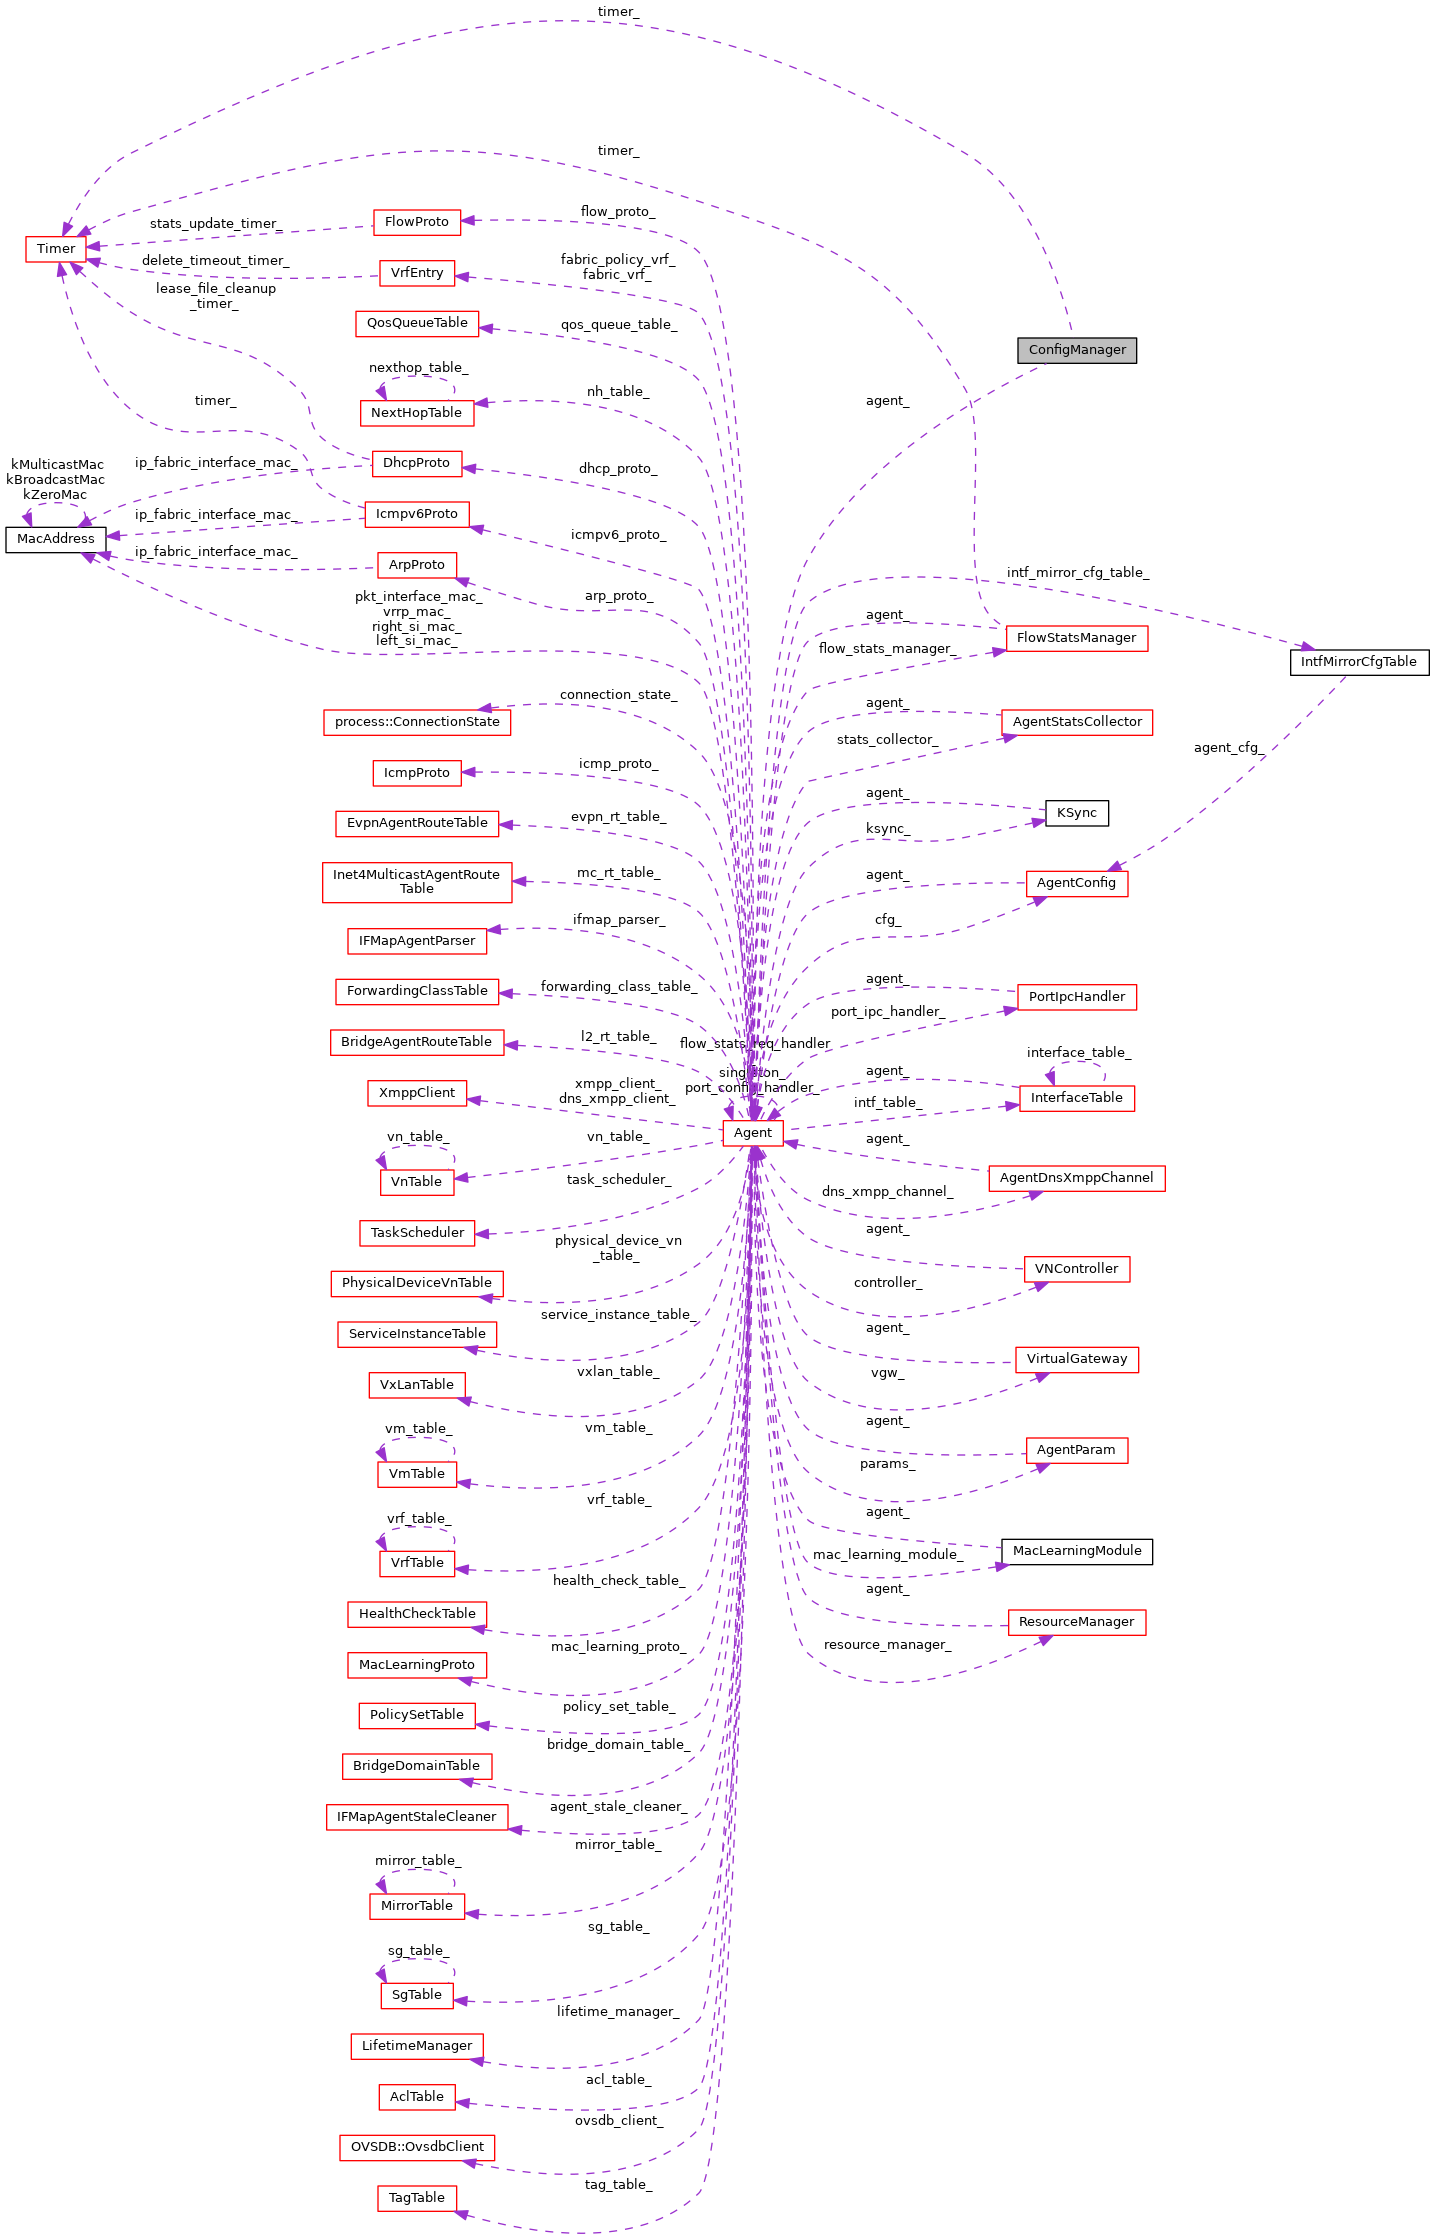 timer_
timer_
FlowProto
flow_proto_
stats_update_timer_
Timer
fabric_policy_vrf_
fabric_vrf_
delete_timeout_timer_
VrfEntry
lease_file_cleanup
_timer_
QosQueueTable
qos_queue_table_
ConfigManager
nexthop_table_
nh_table_
agent_
timer_
NextHopTable
kMulticastMac
kBroadcastMac
kZeroMac
ip_fabric_interface_mac_
DhcpProto
dhcp_proto_
ip_fabric_interface_mac_
Icmpv6Proto
icmpv6_proto_
MacAddress
ip_fabric_interface_mac_
ArpProto
intf_mirror_cfg_table_
pkt_interface_mac_
vrrp_mac_
right_si_mac_
left_si_mac_
arp_proto_
agent_
FlowStatsManager
flow_stats_manager_
IntfMirrorCfgTable
connection_state_
agent_
process::ConnectionState
AgentStatsCollector
stats_collector_
agent_cfg_
icmp_proto_
IcmpProto
agent_
EvpnAgentRouteTable
evpn_rt_table_
KSync
ksync_
Inet4MulticastAgentRoute
Table
mc_rt_table_
agent_
AgentConfig
ifmap_parser_
cfg_
IFMapAgentParser
forwarding_class_table_
ForwardingClassTable
agent_
PortIpcHandler
port_ipc_handler_
l2_rt_table_
BridgeAgentRouteTable
flow_stats_req_handler
_
singleton_
port_config_handler_
interface_table_
agent_
xmpp_client_
dns_xmpp_client_
XmppClient
InterfaceTable
intf_table_
Agent
vn_table_
vn_table_
agent_
VnTable
task_scheduler_
AgentDnsXmppChannel
dns_xmpp_channel_
TaskScheduler
agent_
physical_device_vn
_table_
VNController
PhysicalDeviceVnTable
controller_
service_instance_table_
ServiceInstanceTable
agent_
VirtualGateway
vxlan_table_
VxLanTable
vgw_
vm_table_
vm_table_
agent_
AgentParam
VmTable
params_
vrf_table_
vrf_table_
agent_
VrfTable
MacLearningModule
mac_learning_module_
health_check_table_
agent_
HealthCheckTable
ResourceManager
mac_learning_proto_
resource_manager_
MacLearningProto
policy_set_table_
PolicySetTable
bridge_domain_table_
BridgeDomainTable
agent_stale_cleaner_
IFMapAgentStaleCleaner
mirror_table_
mirror_table_
MirrorTable
sg_table_
sg_table_
SgTable
lifetime_manager_
LifetimeManager
acl_table_
AclTable
ovsdb_client_
OVSDB::OvsdbClient
tag_table_
TagTable